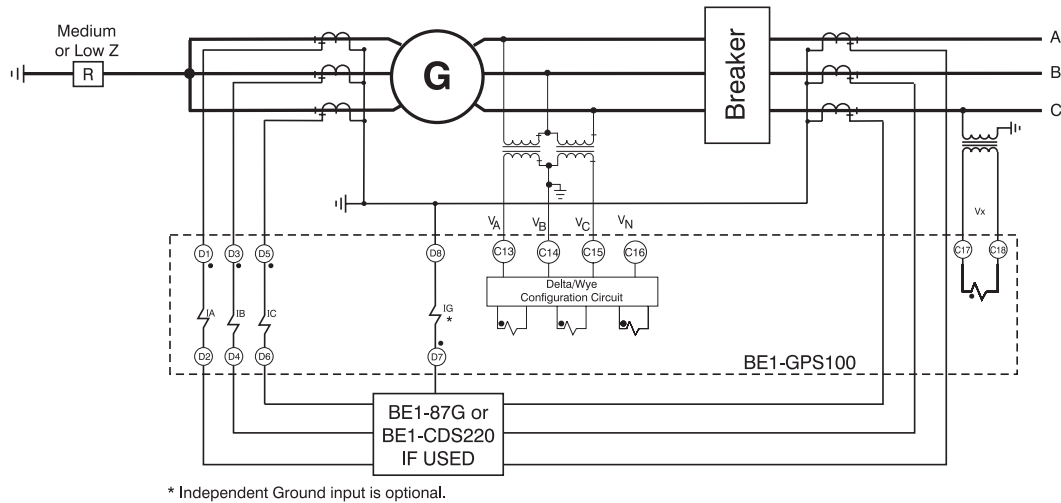 Medium
or Low Z
R
G
Breaker
A
B
C
VA
VB
VC
VN
Vx
D1
D3
D5
D8
C13
C14
C15
C16
C17
C18
Delta/Wye
Configuration Circuit
IA
IB
IC
IG
*
D2
D4
D6
D7
BE1-GPS100
BE1-87G or
BE1-CDS220
IF USED
* Independent Ground input is optional.